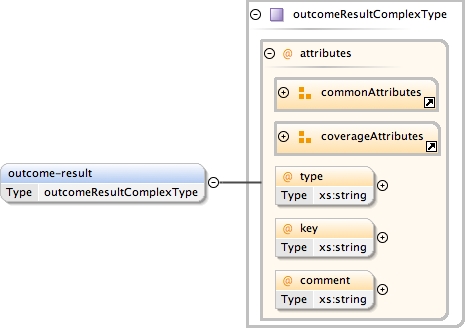 outcomeResultComplexType
@ attributes
commonAttributes
coverageAttributes
outcome-result
Type outcomeResultComplexType
@ type
Type xs:string
@ key
Type xs:string
@ comment
Type xs:string